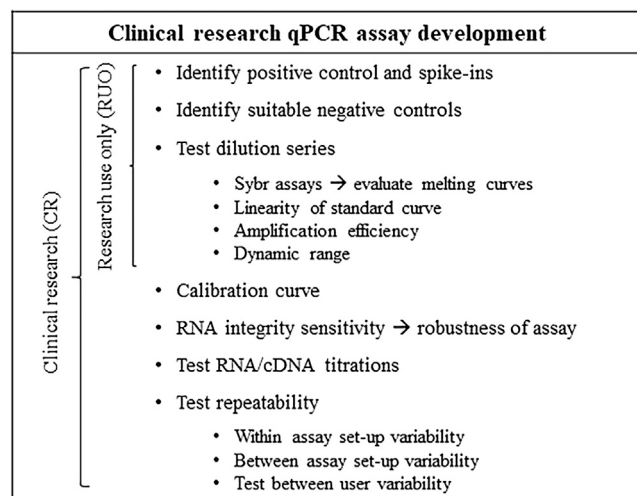 Clinical research qPCR assay development
Clinical research (CR)
Research use only (RUO)
• Identify positive control and spike-ins
• Identify suitable negative controls
• Test dilution series
• Sybr assays → evaluate melting curves
• Linearity of standard curve
• Amplification efficiency
• Dynamic range
• Calibration curve
• RNA integrity sensitivity → robustness of assay
• Test RNA/cDNA titrations
• Test repeatability
• Within assay set-up variability
• Between assay set-up variability
• Test between user variability